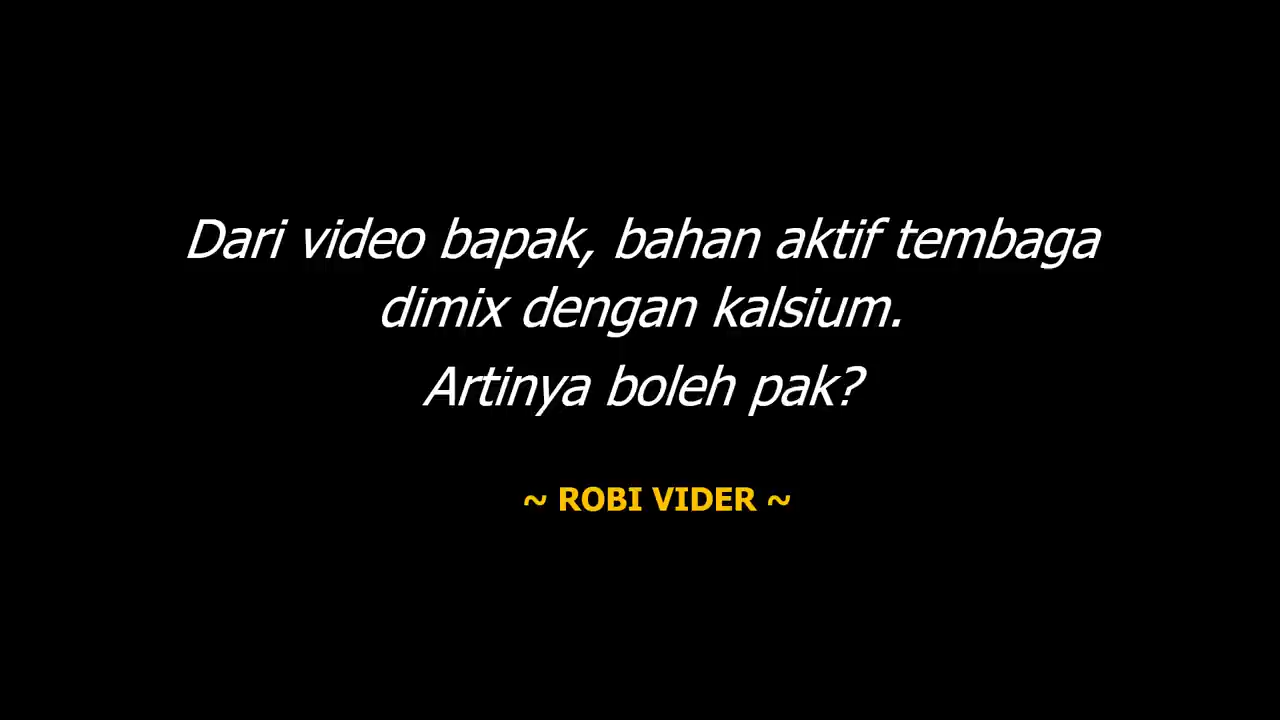 Dari video bapak, bahan aktif tembaga
dimix dengan kalsium.
Artinya boleh pak?
~ ROBI VIDER ~